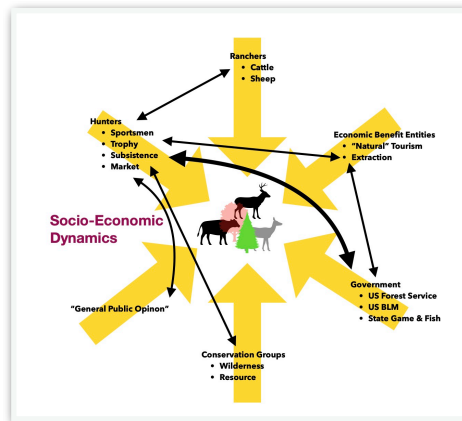 Ranchers
• Cattle
• Sheep
Hunters
• Sportsmen
• Trophy
• Subsistence
• Market
Economic Benefit Entities
• “Natural” Tourism
• Extraction
Socio-Economic
Dynamics
Government
• US Forest Service
• US BLM
• State Game & Fish
“General Public Opinon”
Conservation Groups
• Wilderness
• Resource